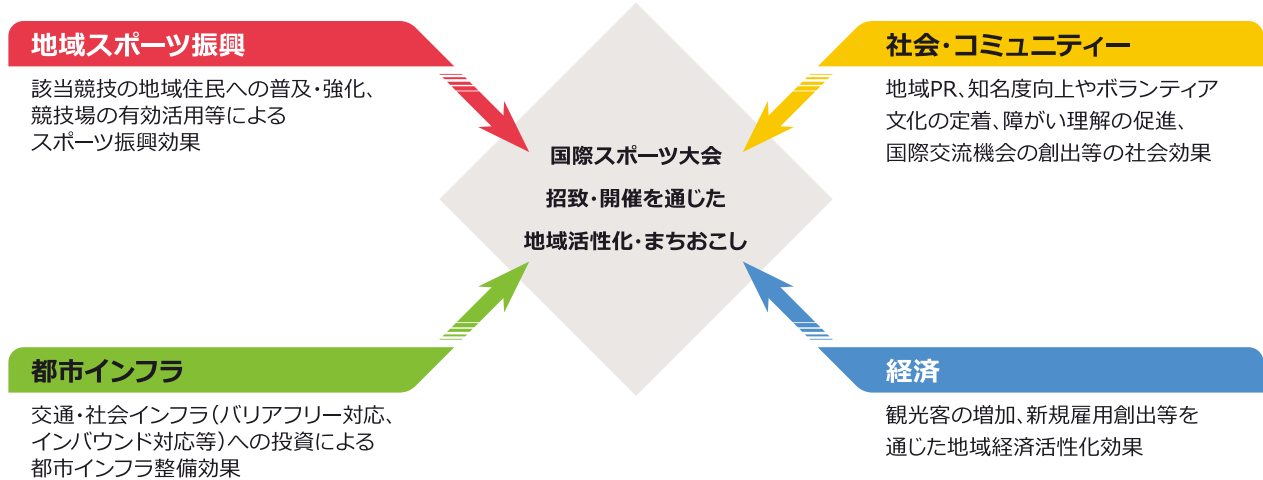 地域スポーツ振興
該当競技の地域住民への普及・強化、
競技場の有効活用等による
スポーツ振興効果
社会・コミュニティー
地域PR、知名度向上やボランティア
文化の定着、障がい理解の促進、
国際交流機会の創出等の社会効果
国際スポーツ大会
招致・開催を通じた
地域活性化・まちおこし
都市インフラ
交通・社会インフラ(バリアフリー対応、
インバウンド対応等)への投資による
都市インフラ整備効果
経済
観光客の増加、新規雇用創出等を
通じた地域経済活性化効果